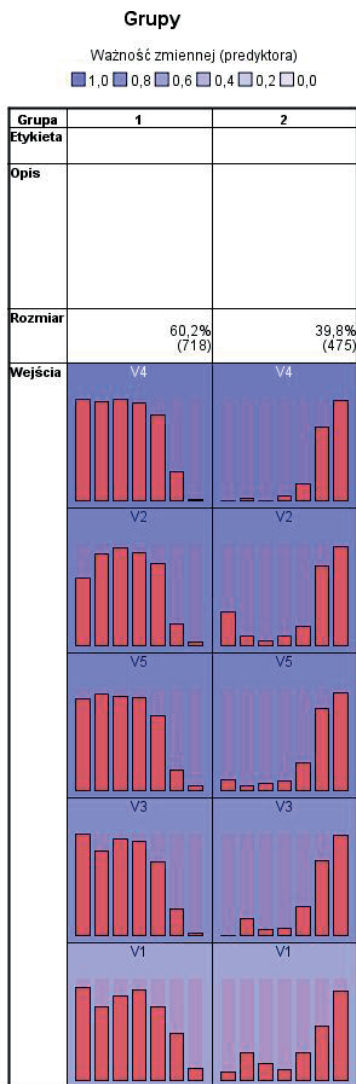 Grupy
Ważność zmiennej (predyktora)
1,0 0,8 0,6 0,4 0,2 0,0
Grupa 1 2
Etykieta
Opis
Rozmiar 60,2% 39,8%
(718) (475)
Wejścia V4 V4
V2 V2
V5 V5
V3 V3
V1 V1